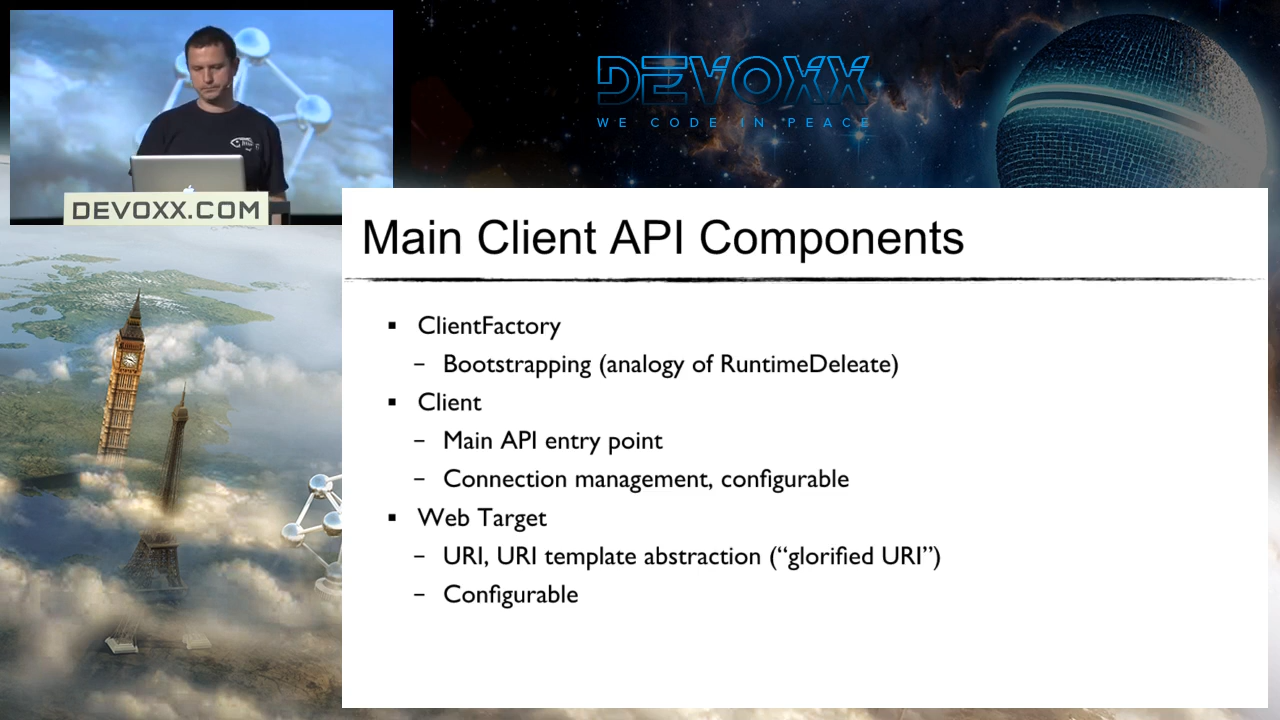 DEVOXX
WE CODE IN PEACE
DEVOXX.COM
Main Client API Components
▪ ClientFactory
– Bootstrapping (analogy of RuntimeDeleate)
▪ Client
– Main API entry point
– Connection management, configurable
▪ Web Target
– URI, URI template abstraction (“glorified URI”)
– Configurable